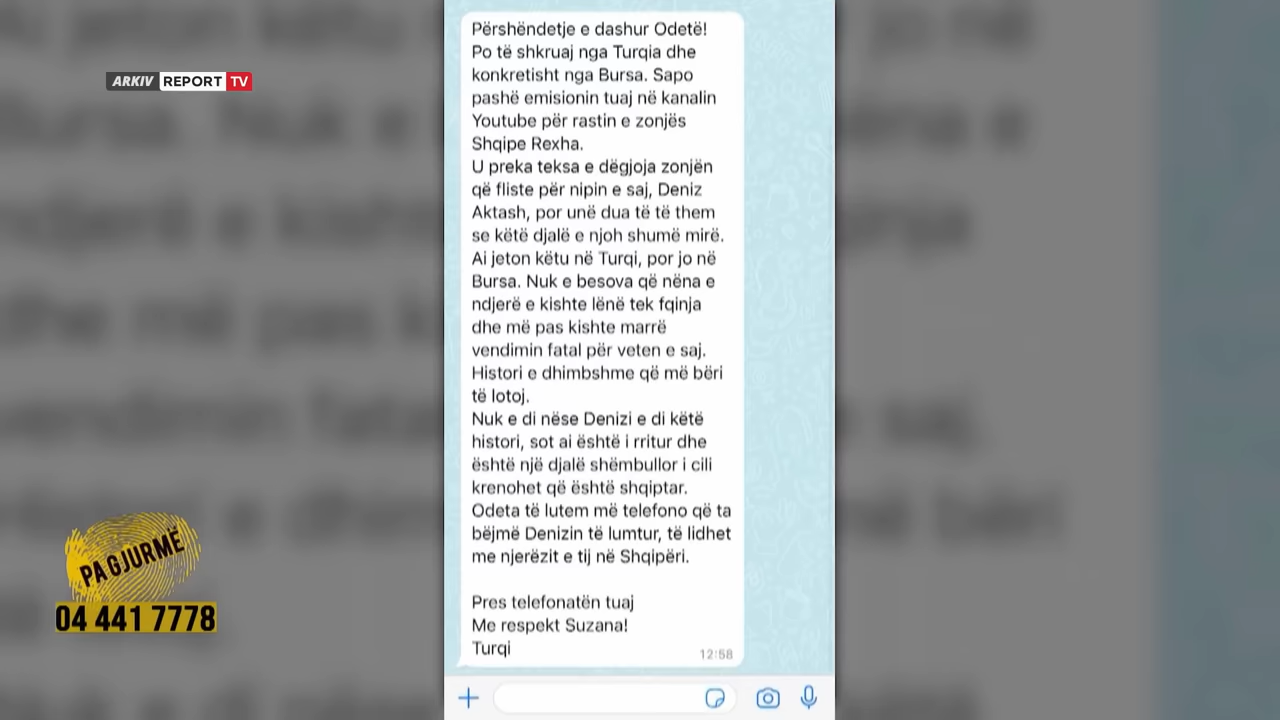 ARKIV REPORT TV
Përshëndetje e dashur Odetë!
Po të shkruaj nga Turqia dhe
konkretisht nga Bursa. Sapo
pashë emisionin tuaj në kanalin
Youtube për rastin e zonjës
Shqipe Rexha.
U preka teksa e dëgjoja zonjën
që fliste për nipin e saj, Deniz
Aktash, por unë dua të të them
se këtë djalë e njoh shumë mirë.
Ai jeton këtu në Turqi, por jo në
Bursa. Nuk e besova që nëna e
ndjerë e kishte lënë tek fqinja
dhe më pas kishte marrë
vendimin fatal për veten e saj.
Histori e dhimbshme që më bëri
të lotoj.
Nuk e di nëse Denizi e di këtë
histori, sot ai është i rritur dhe
është një djalë shëmbullor i cili
krenohet që është shqiptar.
Odeta të lutem më telefono që ta
bëjmë Denizin të lumtur, të lidhet
me njerëzit e tij në Shqipëri.
Pres telefonatën tuaj
Me respekt Suzana!
Turqi
12:58
PA GJURMË
04 441 7778